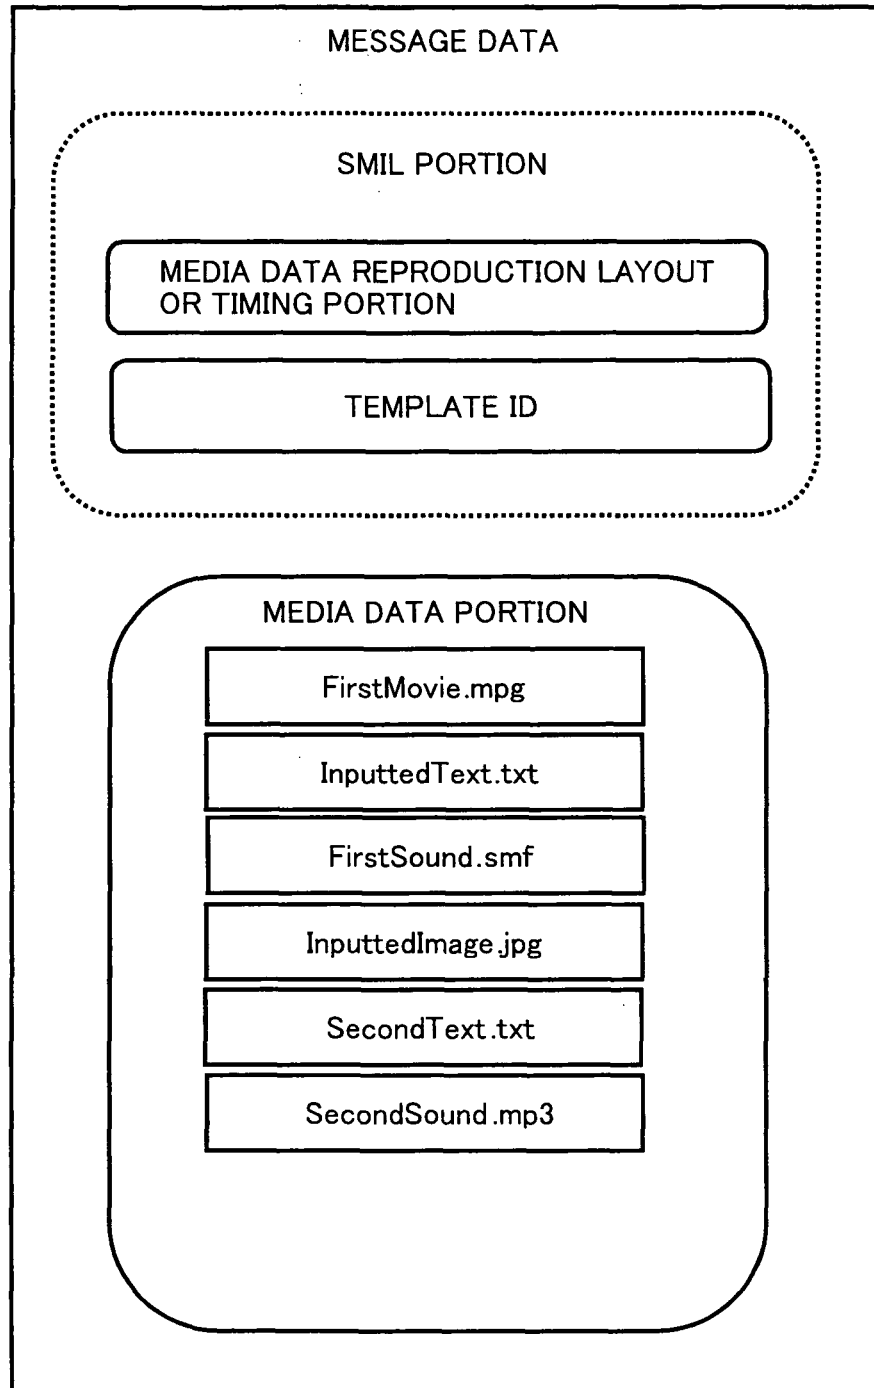 MESSAGE DATA
SMIL PORTION
MEDIA DATA REPRODUCTION LAYOUT
OR TIMING PORTION
TEMPLATE ID
MEDIA DATA PORTION
FirstMovie.mpg
InputtedText.txt
FirstSound.smf
InputtedImage.jpg
SecondText.txt
SecondSound.mp3